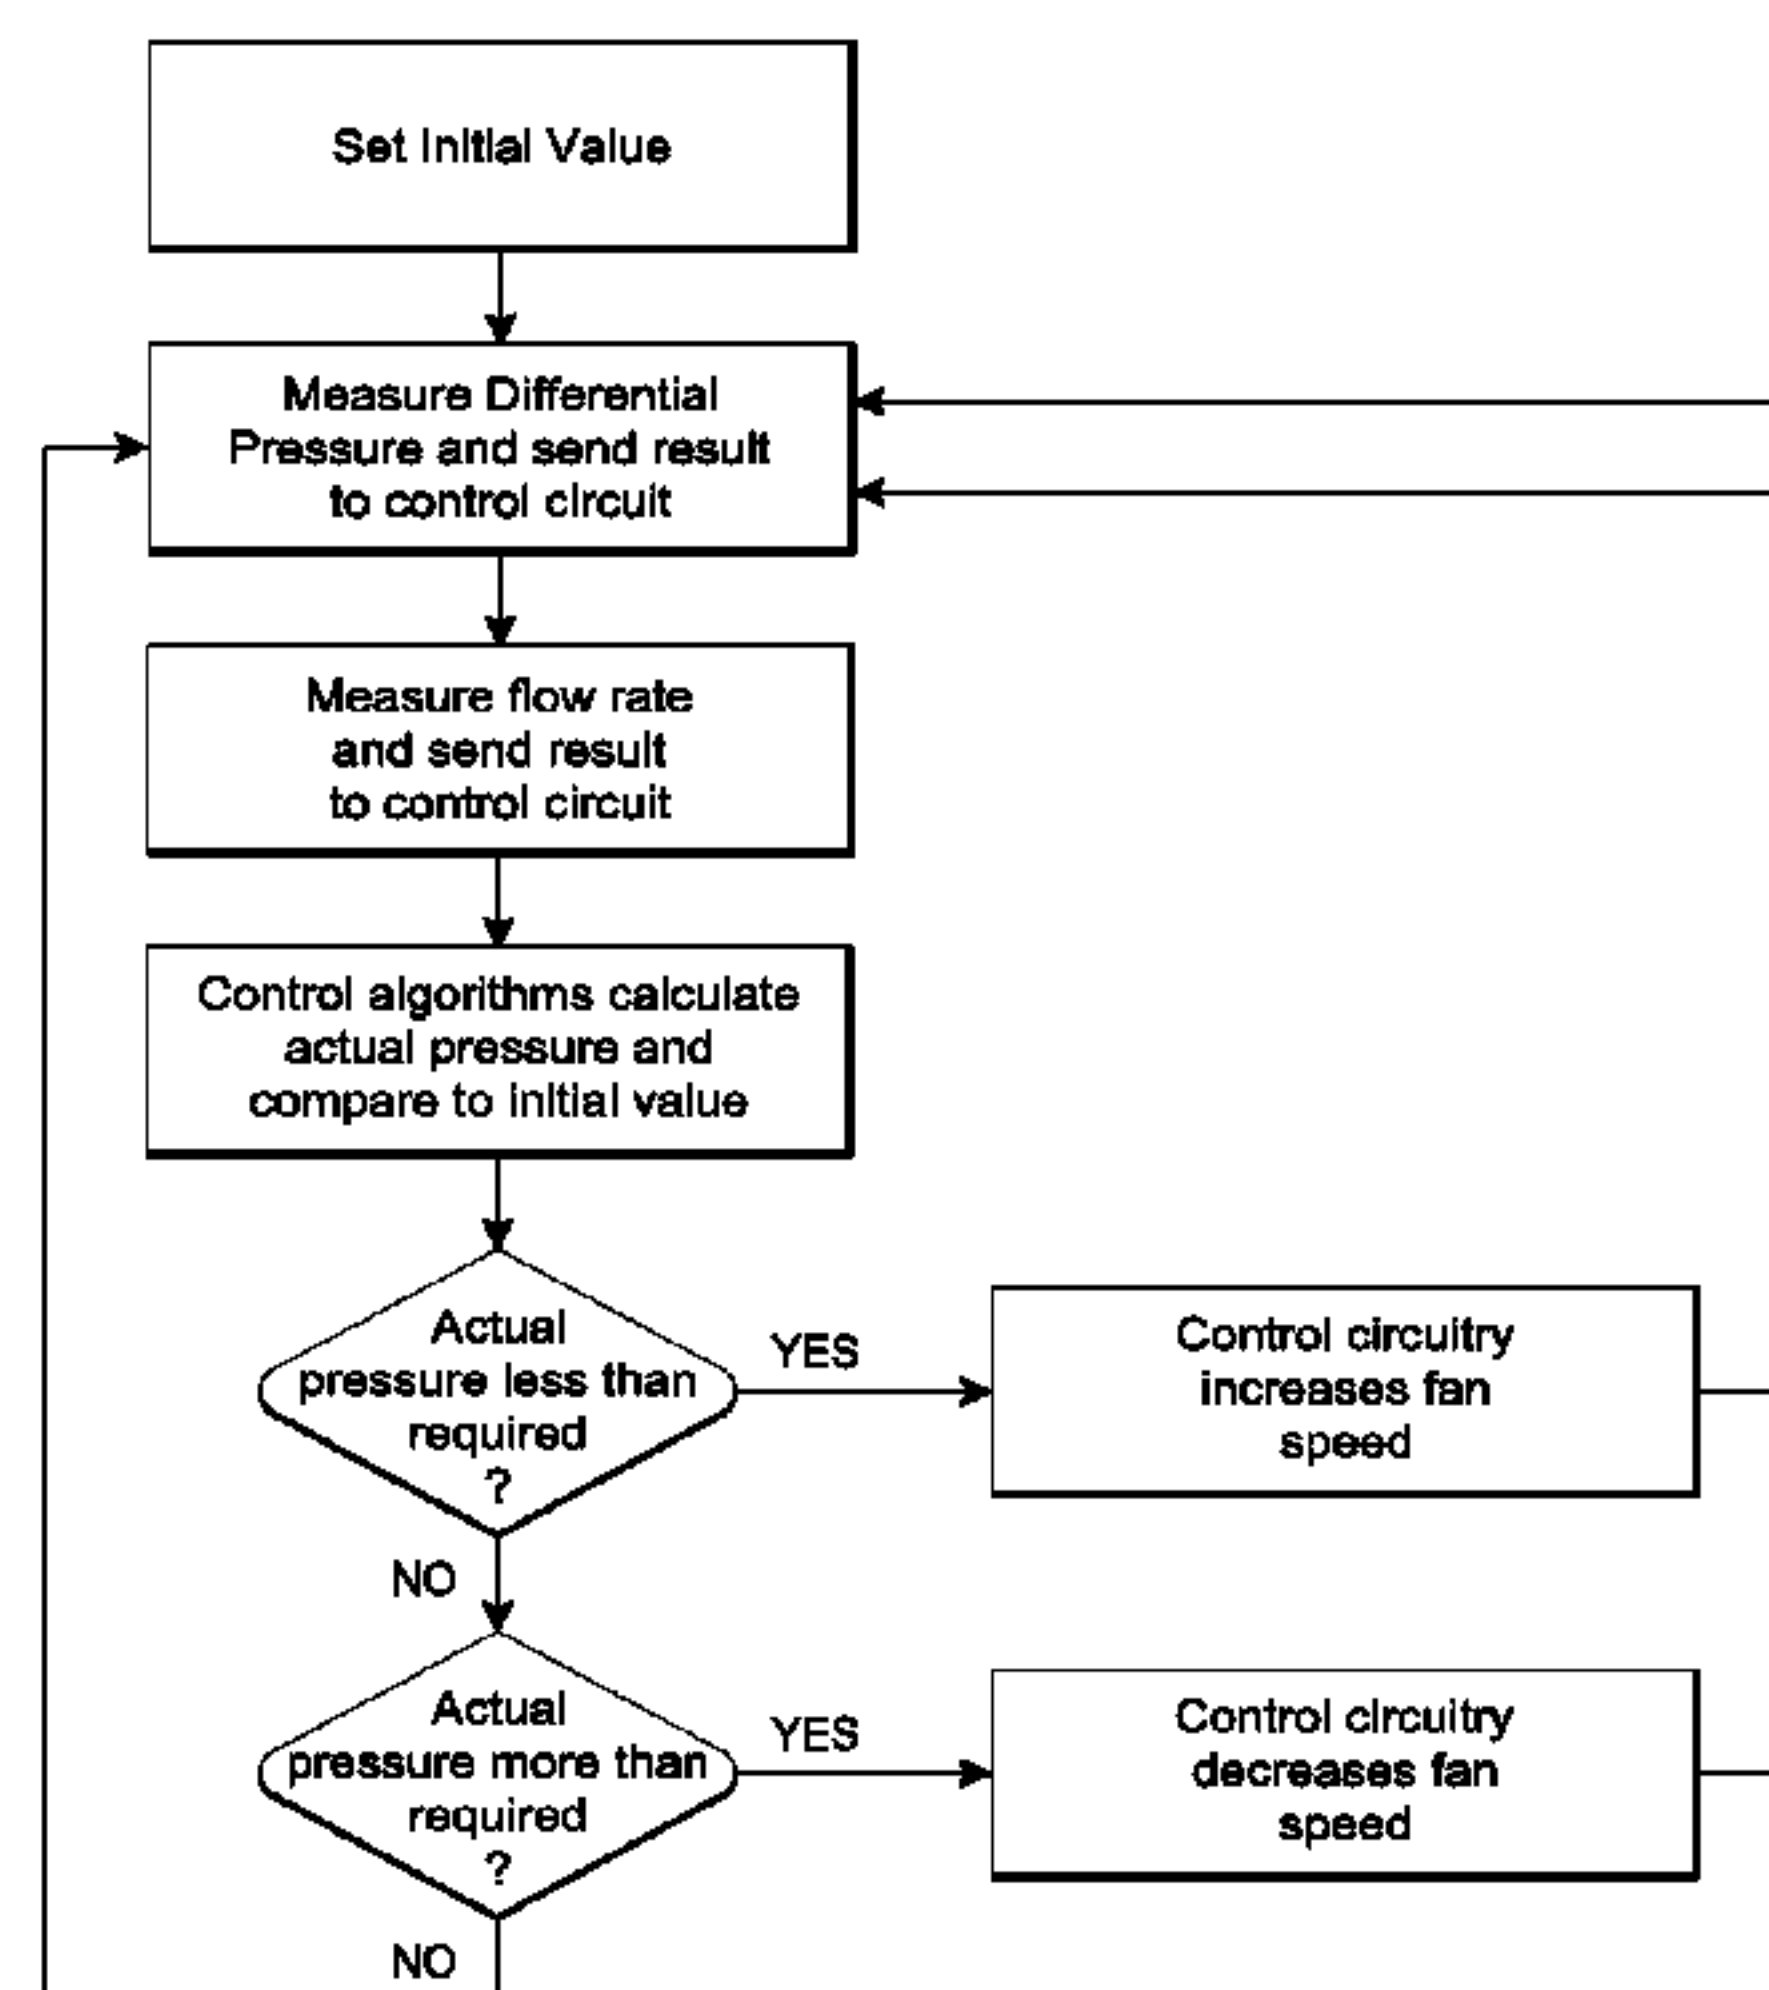 Set Initial Value
Measure Differential
Pressure and send result
to control circuit
Measure flow rate
and send result
to control circuit
Control algorithms calculate
actual pressure and
compare to initial value
Actual
pressure less than
required
?
YES
Control circuitry
increases fan
speed
NO
Actual
pressure more than
required
?
YES
Control circuitry
decreases fan
speed
NO